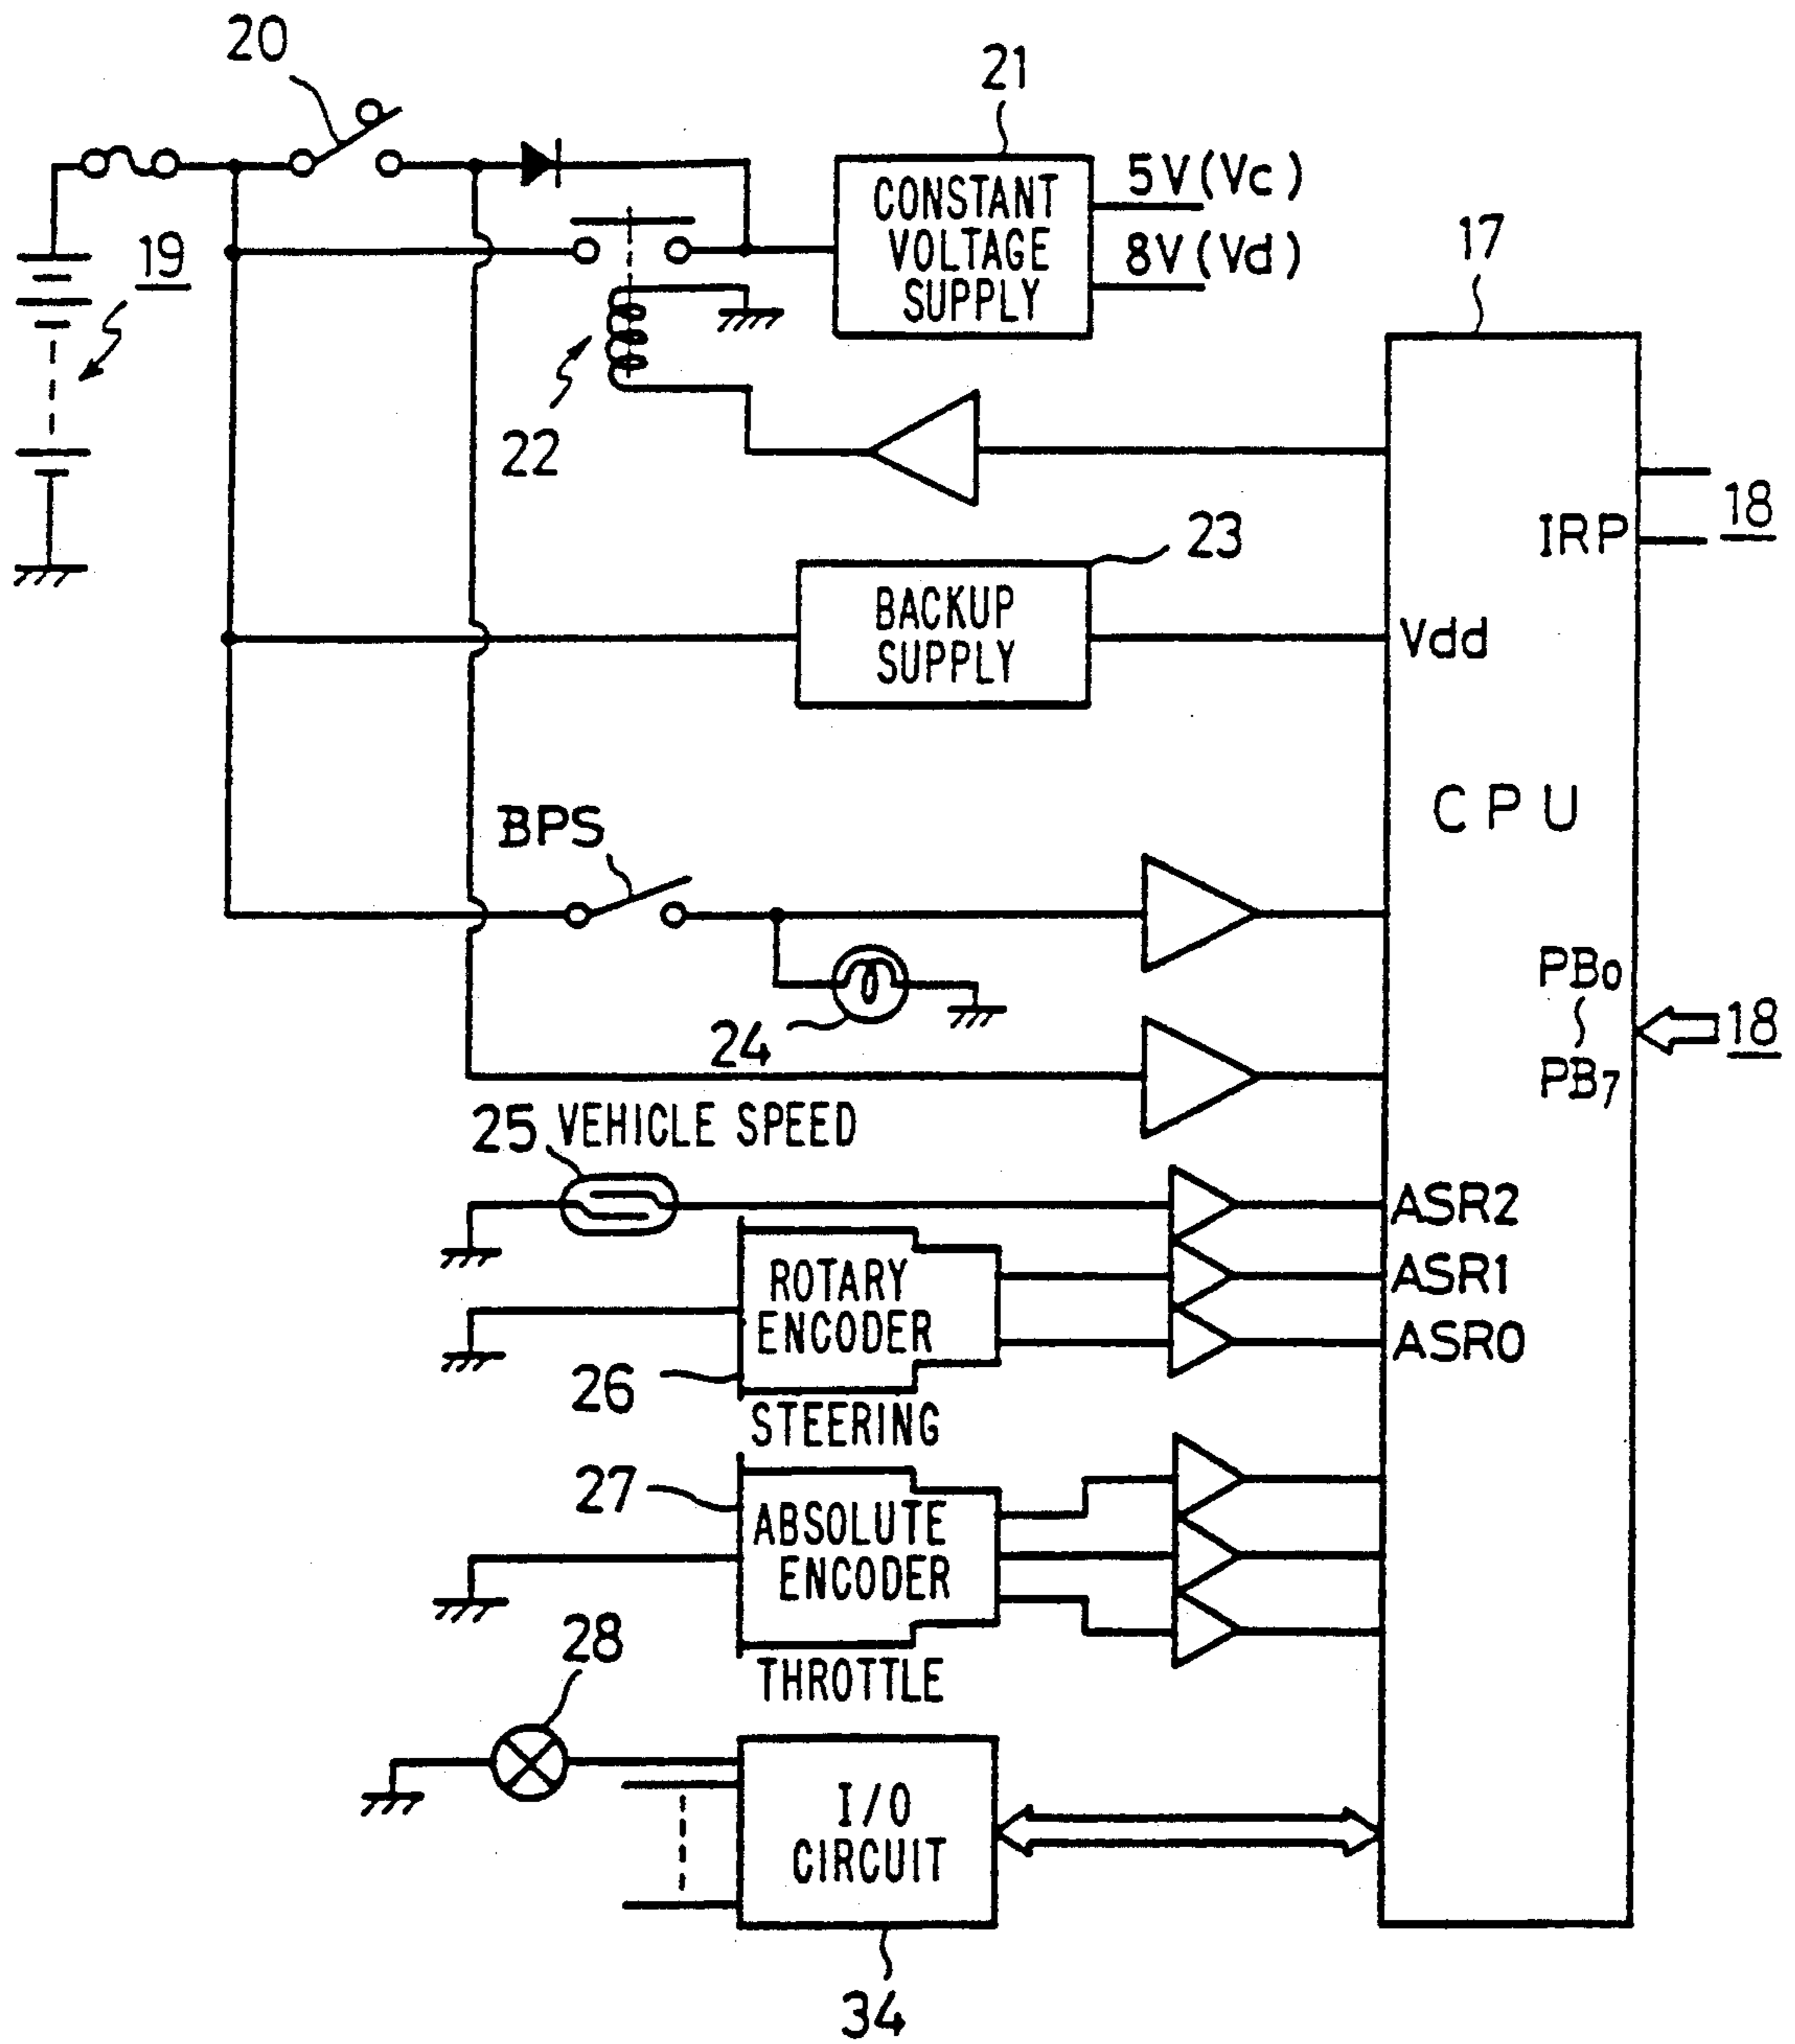 20
21
CONSTANT
VOLTAGE
SUPPLY
5V(Vc)
8V(Vd)
19
17
22
18
IRP
23
BACKUP
SUPPLY
Vdd
CPU
BPS
PB0
18
24
PB7
25
VEHICLE SPEED
ASR2
ROTARY
ENCODER
ASR1
ASR0
26
STEERING
27
ABSOLUTE
ENCODER
28
THROTTLE
I/O
CIRCUIT
34